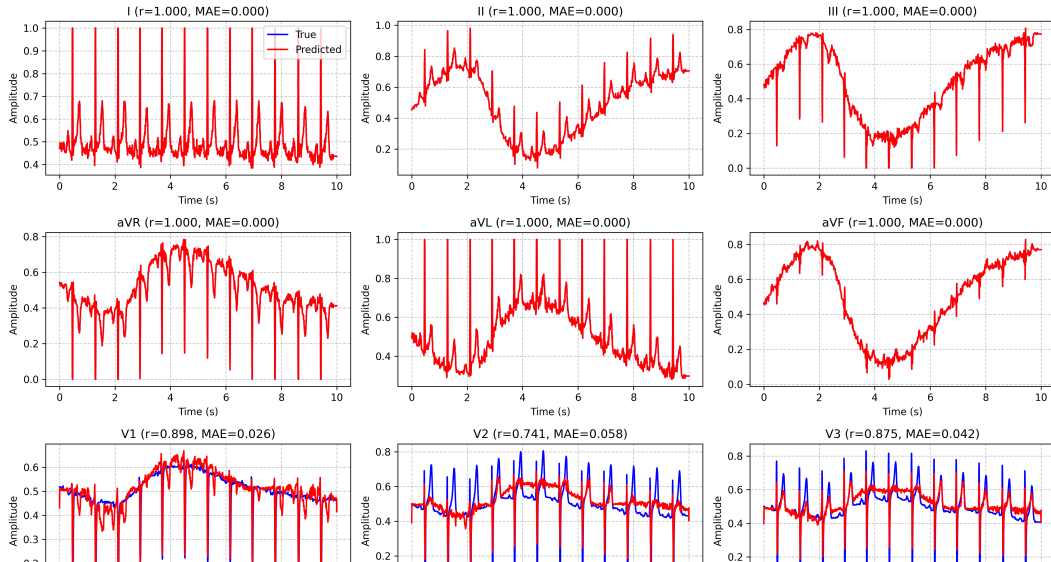 I (r=1.000, MAE=0.000)
II (r=1.000, MAE=0.000)
III (r=1.000, MAE=0.000)
True
Predicted
Amplitude
1.0
0.9
0.8
0.7
0.6
0.5
0.4
0 2 4 6 8 10
Time (s)
Amplitude
1.0
0.8
0.6
0.4
0.2
0 2 4 6 8 10
Time (s)
Amplitude
0.8
0.6
0.4
0.2
0.0
0 2 4 6 8 10
Time (s)
aVR (r=1.000, MAE=0.000)
aVL (r=1.000, MAE=0.000)
aVF (r=1.000, MAE=0.000)
Amplitude
0.8
0.6
0.4
0.2
0.0
0 2 4 6 8 10
Time (s)
Amplitude
1.0
0.8
0.6
0.4
0 2 4 6 8 10
Time (s)
Amplitude
0.8
0.6
0.4
0.2
0.0
0 2 4 6 8 10
Time (s)
V1 (r=0.898, MAE=0.026)
V2 (r=0.741, MAE=0.058)
V3 (r=0.875, MAE=0.042)
Amplitude
0.6
0.5
0.4
0.3
Amplitude
0.8
0.6
0.4
0.2
Amplitude
0.8
0.6
0.4
0.2